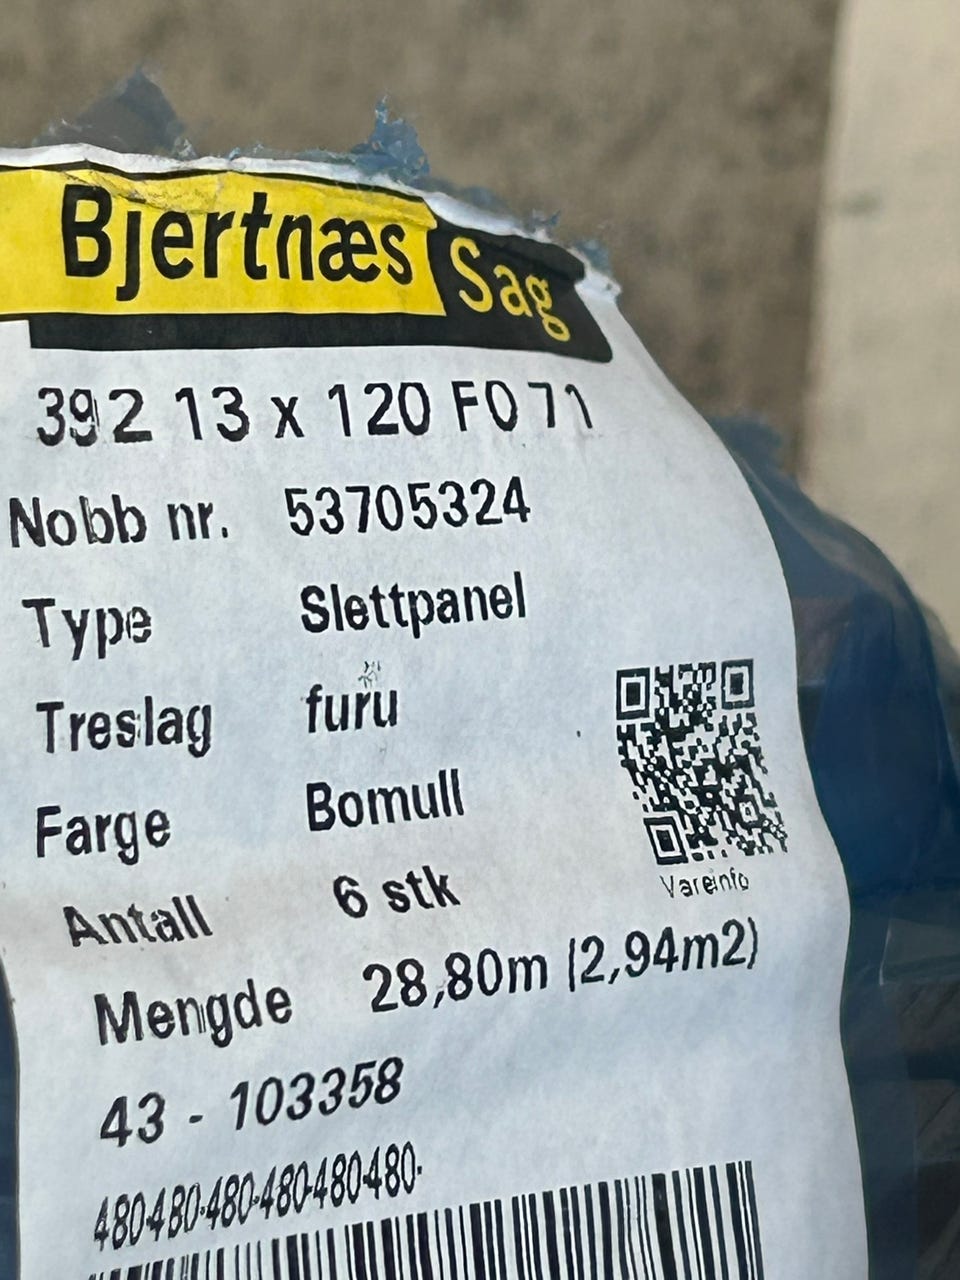 Bjertnæs Sag
392 13 x 120 FO 71
Nobb nr. 53705324
Type Slettpanel
Treslag furu
Farge Bomull
Antall 6 stk
Vareinfo
Mengde 28,80m (2,94m2)
43 - 103358
480-480-480-480-480-480-